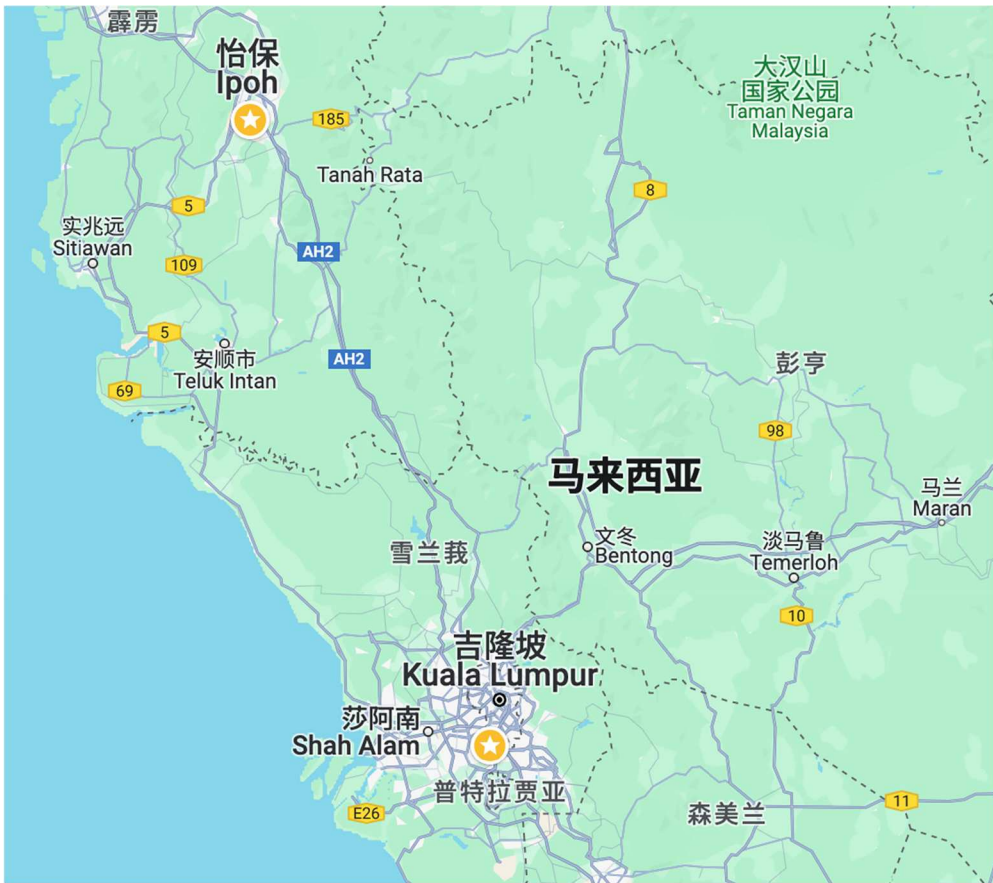 霹雳
怡保
Ipoh
大汉山
国家公园
Taman Negara
Malaysia
185
Tanah Rata
8
5
实兆远
Sitiawan
AH2
109
5
安顺市
Teluk Intan
AH2
彭亨
69
98
马来西亚
马兰
Maran
文冬
Bentong
淡马鲁
Temerloh
雪兰莪
10
吉隆坡
Kuala Lumpur
莎阿南
Shah Alam
普特拉贾亚
E26
森美兰
11